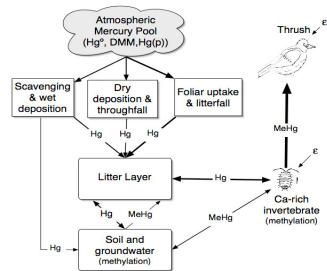 Atmospheric
Mercury Pool
(Hg°, DMM,Hg(p))
Thrush
ε
Scavenging
& wet
deposition
Dry
deposition &
throughfall
Foliar uptake
& litterfall
Hg
Hg
Hg
MeHg
ε
Litter Layer
Hg
Ca-rich
invertebrate
(methylation)
Hg
MeHg
Hg
MeHg
Soil and
groundwater
(methylation)